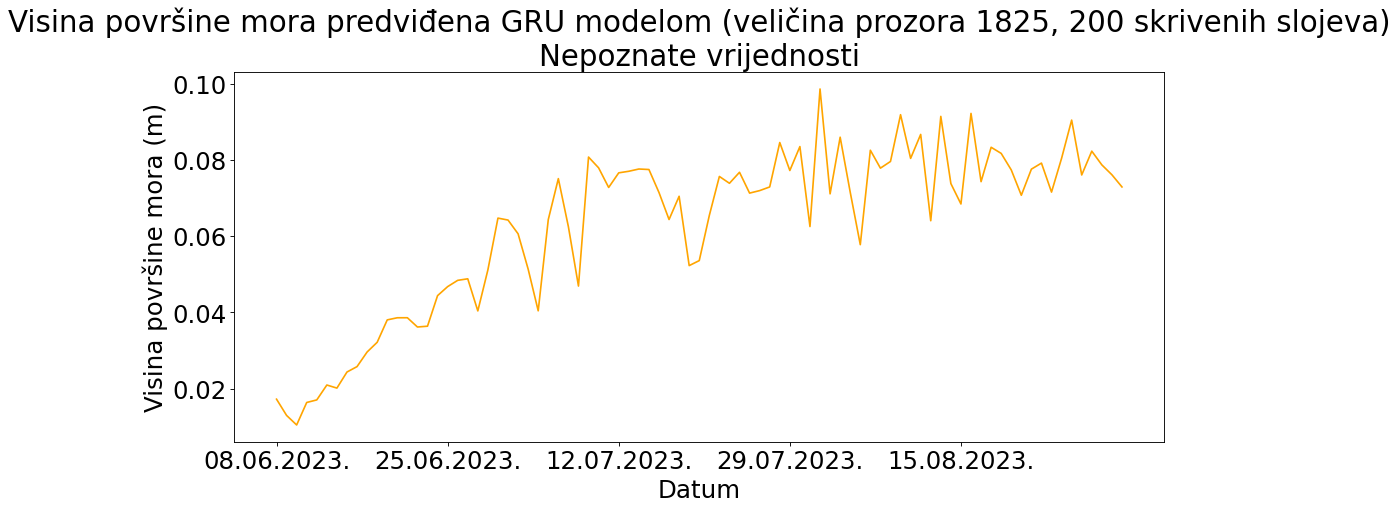 Visina površine mora predviđena GRU modelom (veličina prozora 1825, 200 skrivenih slojeva)
Nepoznate vrijednosti
Visina površine mora (m)
0.10
0.08
0.06
0.04
0.02
08.06.2023. 25.06.2023. 12.07.2023. 29.07.2023. 15.08.2023.
Datum